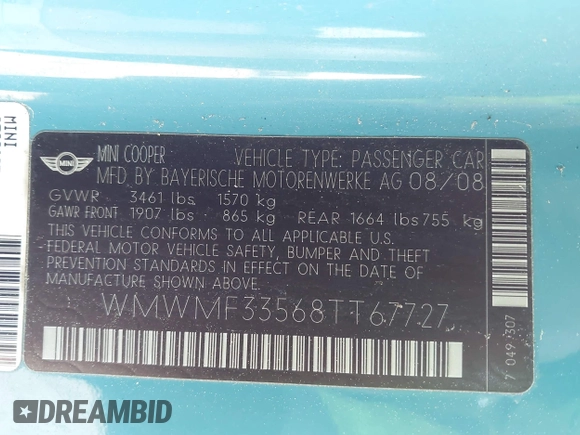 MINI
MINI
MINI COOPER VEHICLE TYPE: PASSENGER CAR
MFD BY BAYERISCHE MOTORENWERKE AG 08/08
GVWR 3461 lbs 1570 kg
GAWR FRONT 1907 lbs 865 kg REAR 1664 lbs 755 kg
THIS VEHICLE CONFORMS TO ALL APPLICABLE U.S.
FEDERAL MOTOR VEHICLE SAFETY, BUMPER AND THEFT
PREVENTION STANDARDS IN EFFECT ON THE DATE OF
MANUFACTURE SHOWN ABOVE.
WMWMF33568TT67727
7 049 307
DREAMBID